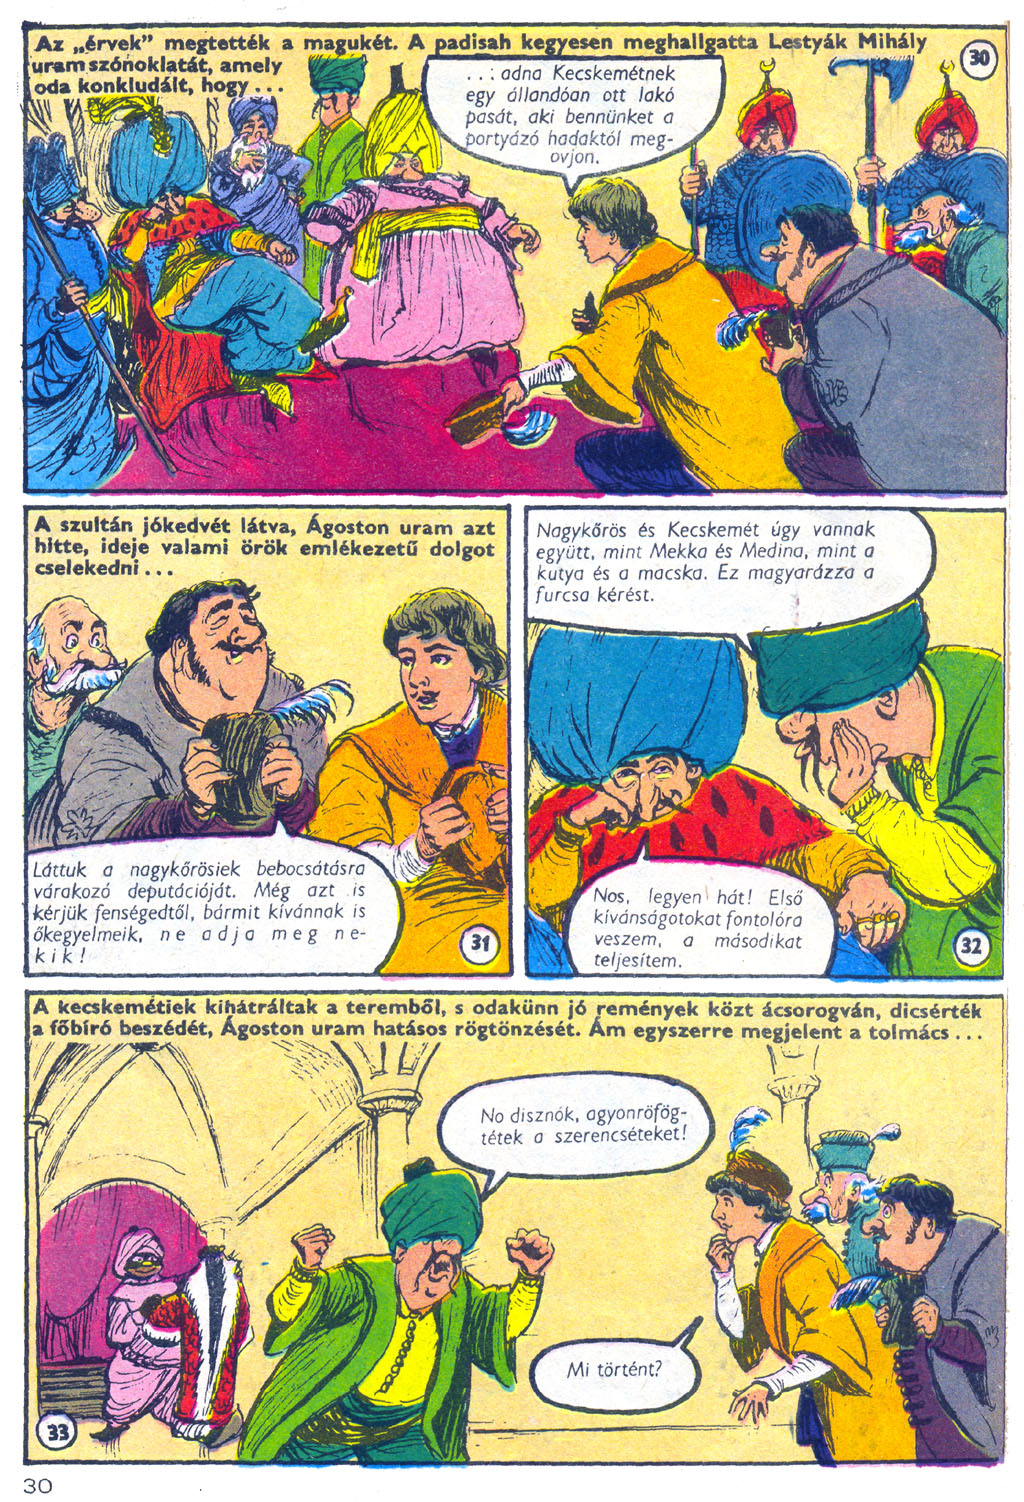 Az „érvek” megtették a magukét. A padisah kegyesen meghallgatta Lestyák Mihály
uram szónoklatát, amely
oda konkludált, hogy...
30
...: adna Kecskemétnek
egy állandóan ott lakó
pasát, aki bennünket a
portyázó hadaktól meg-
ovjon.
A szultán jókedvét látva, Ágoston uram azt
hitte, ideje valami örök emlékezetű dolgot
cselekedni...
Láttuk a nagykőrösiek bebocsátásra
várakozó deputációját. Még azt is
kérjük fenségedtől, bármit kívánnak is
őkegyelmeik, ne adja meg ne-
kik!
31
Nagykőrös és Kecskemét úgy vannak
együtt, mint Mekka és Medina, mint a
kutya és a macska. Ez magyarázza a
furcsa kérést.
Nos, legyen hát! Első
kívánságotokat fontolóra
veszem, a másodikat
teljesítem.
32
A kecskemétiek kihátráltak a teremből, s odakünn jó remények közt ácsorogván, dicsérték
a főbíró beszédét, Ágoston uram hatásos rögtönzését. Ám egyszerre megjelent a tolmács...
No disznók, agyonröfög-
tétek a szerencséteket!
Mi történt?
33
30